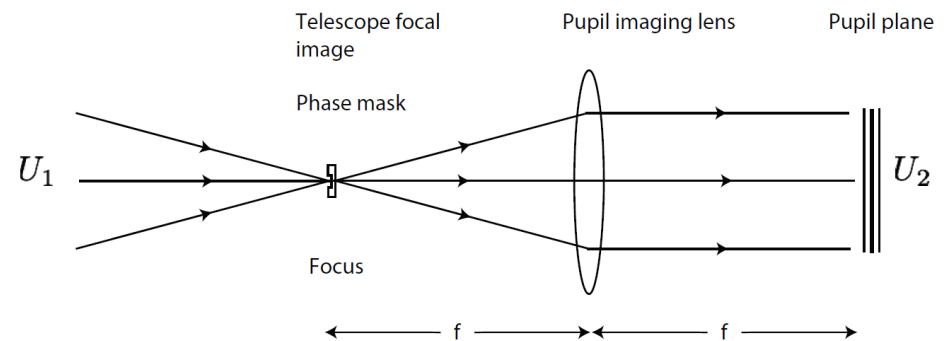 Telescope focal
image
Pupil imaging lens
Pupil plane
Phase mask
U1
U2
Focus
f
f